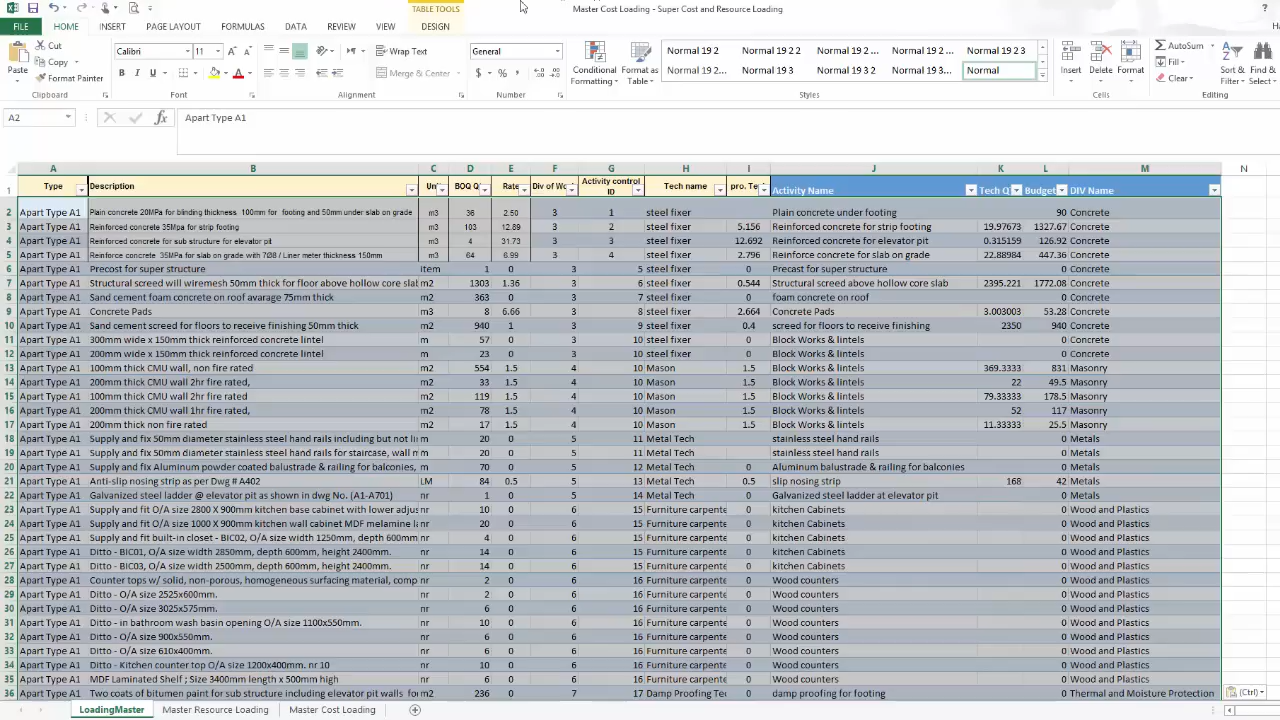 TABLE TOOLS
Master Cost Loading - Super Cost and Resource Loading
?
FILE HOME INSERT PAGE LAYOUT FORMULAS DATA REVIEW VIEW DESIGN
Paste
Cut
Copy
Format Painter
Clipboard
Calibri 11
B I U
Font
Wrap Text
Merge & Center
Alignment
General
$ % ,
Number
Conditional Formatting
Format as Table
Normal 19 2 Normal 19 2 2 Normal 19 2 ... Normal 19 2 ... Normal 19 2 3
Normal 19 2 ... Normal 19 3 Normal 19 3 2 Normal 19 3... Normal
Styles
Insert Delete Format
Cells
AutoSum
Fill
Clear
Sort & Filter
Find & Select
Editing
A2 fx Apart Type A1
A B C D E F G H I J K L M N
1 Type Description Un BOQ Q Rate Div of Wo Activity control ID Tech name pro. Te Activity Name Tech Q Budget DIV Name
2 Apart Type A1 Plain concrete 20MPa for blinding thickness 100mm for footing and 50mm under slab on grade m3 36 2.50 3 1 steel fixer Plain concrete under footing 90 Concrete
3 Apart Type A1 Reinforced concrete 35Mpa for strip footing m3 103 12.89 3 2 steel fixer 5.156 Reinforced concrete for strip footing 19.97673 1327.67 Concrete
4 Apart Type A1 Reinforced concrete for sub structure for elevator pit m3 4 31.73 3 3 steel fixer 12.692 Reinforced concrete for elevator pit 0.315159 126.92 Concrete
5 Apart Type A1 Reinforce concrete 35MPa for slab on grade with 7Ø8 / Liner meter thickness 150mm m3 64 6.99 3 4 steel fixer 2.796 Reinforce concrete for slab on grade 22.88984 447.36 Concrete
6 Apart Type A1 Precost for super structure item 1 0 3 5 steel fixer 0 Precast for super structure 0 Concrete
7 Apart Type A1 Structural screed will wiremesh 50mm thick for floor above hollow core slab m2 1303 1.36 3 6 steel fixer 0.544 Structural screed above hollow core slab 2395.221 1772.08 Concrete
8 Apart Type A1 Sand cement foam concrete on roof avarage 75mm thick m2 363 0 3 7 steel fixer 0 foam concrete on roof 0 Concrete
9 Apart Type A1 Concrete Pads m3 8 6.66 3 8 steel fixer 2.664 Concrete Pads 3.003003 53.28 Concrete
10 Apart Type A1 Sand cement screed for floors to receive finishing 50mm thick m2 940 1 3 9 steel fixer 0.4 screed for floors to receive finishing 2350 940 Concrete
11 Apart Type A1 300mm wide x 150mm thick reinforced concrete lintel m 57 0 3 10 steel fixer 0 Block Works & lintels 0 Concrete
12 Apart Type A1 200mm wide x 150mm thick reinforced concrete lintel m 23 0 3 10 steel fixer 0 Block Works & lintels 0 Concrete
13 Apart Type A1 100mm thick CMU wall, non fire rated m2 554 1.5 4 10 Mason 1.5 Block Works & lintels 369.3333 831 Masonry
14 Apart Type A1 200mm thick CMU wall 2hr fire rated, m2 33 1.5 4 10 Mason 1.5 Block Works & lintels 22 49.5 Masonry
15 Apart Type A1 100mm thick CMU wall 2hr fire rated m2 119 1.5 4 10 Mason 1.5 Block Works & lintels 79.33333 178.5 Masonry
16 Apart Type A1 200mm thick CMU wall 1hr fire rated, m2 78 1.5 4 10 Mason 1.5 Block Works & lintels 52 117 Masonry
17 Apart Type A1 200mm thick non fire rated m2 17 1.5 4 10 Mason 1.5 Block Works & lintels 11.33333 25.5 Masonry
18 Apart Type A1 Supply and fix 50mm diameter stainless steel hand rails including but not lin m 20 0 5 11 Metal Tech stainless steel hand rails 0 Metals
19 Apart Type A1 Supply and fix 50mm diameter stainless steel hand rails for staircase, wall m m 20 0 5 11 Metal Tech stainless steel hand rails 0 Metals
20 Apart Type A1 Supply and fix Aluminum powder coated balustrade & railing for balconies, m 70 0 5 12 Metal Tech 0 Aluminum balustrade & railing for balconies 0 Metals
21 Apart Type A1 Anti-slip nosing strip as per Dwg # A402 LM 84 0.5 5 13 Metal Tech 0.5 slip nosing strip 168 42 Metals
22 Apart Type A1 Galvanized steel ladder @ elevator pit as shown in dwg No. (A1-A701) nr 1 0 5 14 Metal Tech 0 Galvanized steel ladder at elevator pit 0 Metals
23 Apart Type A1 Supply and fit O/A size 2800 X 900mm kitchen base cabinet with lower adjus nr 10 0 6 15 Furniture carpente 0 kitchen Cabinets 0 Wood and Plastics
24 Apart Type A1 Supply and fit O/A size 1000 X 900mm kitchen wall cabinet MDF melamine la nr 20 0 6 15 Furniture carpente 0 kitchen Cabinets 0 Wood and Plastics
25 Apart Type A1 Supply and fit built-in closet - BIC02, O/A size width 1250mm, depth 600mm nr 4 0 6 15 Furniture carpente 0 kitchen Cabinets 0 Wood and Plastics
26 Apart Type A1 Ditto - BIC01, O/A size width 2850mm, depth 600mm, height 2400mm. nr 14 0 6 15 Furniture carpente 0 kitchen Cabinets 0 Wood and Plastics
27 Apart Type A1 Ditto - BIC03, O/A size width 2500mm, depth 600mm, height 2400mm. nr 14 0 6 15 Furniture carpente 0 kitchen Cabinets 0 Wood and Plastics
28 Apart Type A1 Counter tops w/ solid, non-porous, homogeneous surfacing material, comp nr 2 0 6 16 Furniture carpente 0 Wood counters 0 Wood and Plastics
29 Apart Type A1 Ditto - O/A size 2525x600mm. nr 2 0 6 16 Furniture carpente 0 Wood counters 0 Wood and Plastics
30 Apart Type A1 Ditto - O/A size 3025x575mm. nr 6 0 6 16 Furniture carpente 0 Wood counters 0 Wood and Plastics
31 Apart Type A1 Ditto - in bathroom wash basin opening O/A size 1100x550mm. nr 10 0 6 16 Furniture carpente 0 Wood counters 0 Wood and Plastics
32 Apart Type A1 Ditto - O/A size 900x550mm. nr 6 0 6 16 Furniture carpente 0 Wood counters 0 Wood and Plastics
33 Apart Type A1 Ditto - O/A size 610x400mm. nr 6 0 6 16 Furniture carpente 0 Wood counters 0 Wood and Plastics
34 Apart Type A1 Ditto - Kitchen counter top O/A size 1200x400mm. nr 10 nr 10 0 6 16 Furniture carpente 0 Wood counters 0 Wood and Plastics
35 Apart Type A1 MDF Laminated Shelf ; Size 3400mm length x 500mm high nr 6 0 6 16 Furniture carpente 0 Wood counters 0 Wood and Plastics
36 Apart Type A1 Two coats of bitumen paint for sub structure including elevator pit walls fo m2 236 0 7 17 Damp Proofing Te 0 damp proofing for footing 0 Thermal and Moisture Protection
(Ctrl)
LoadingMaster Master Resource Loading Master Cost Loading